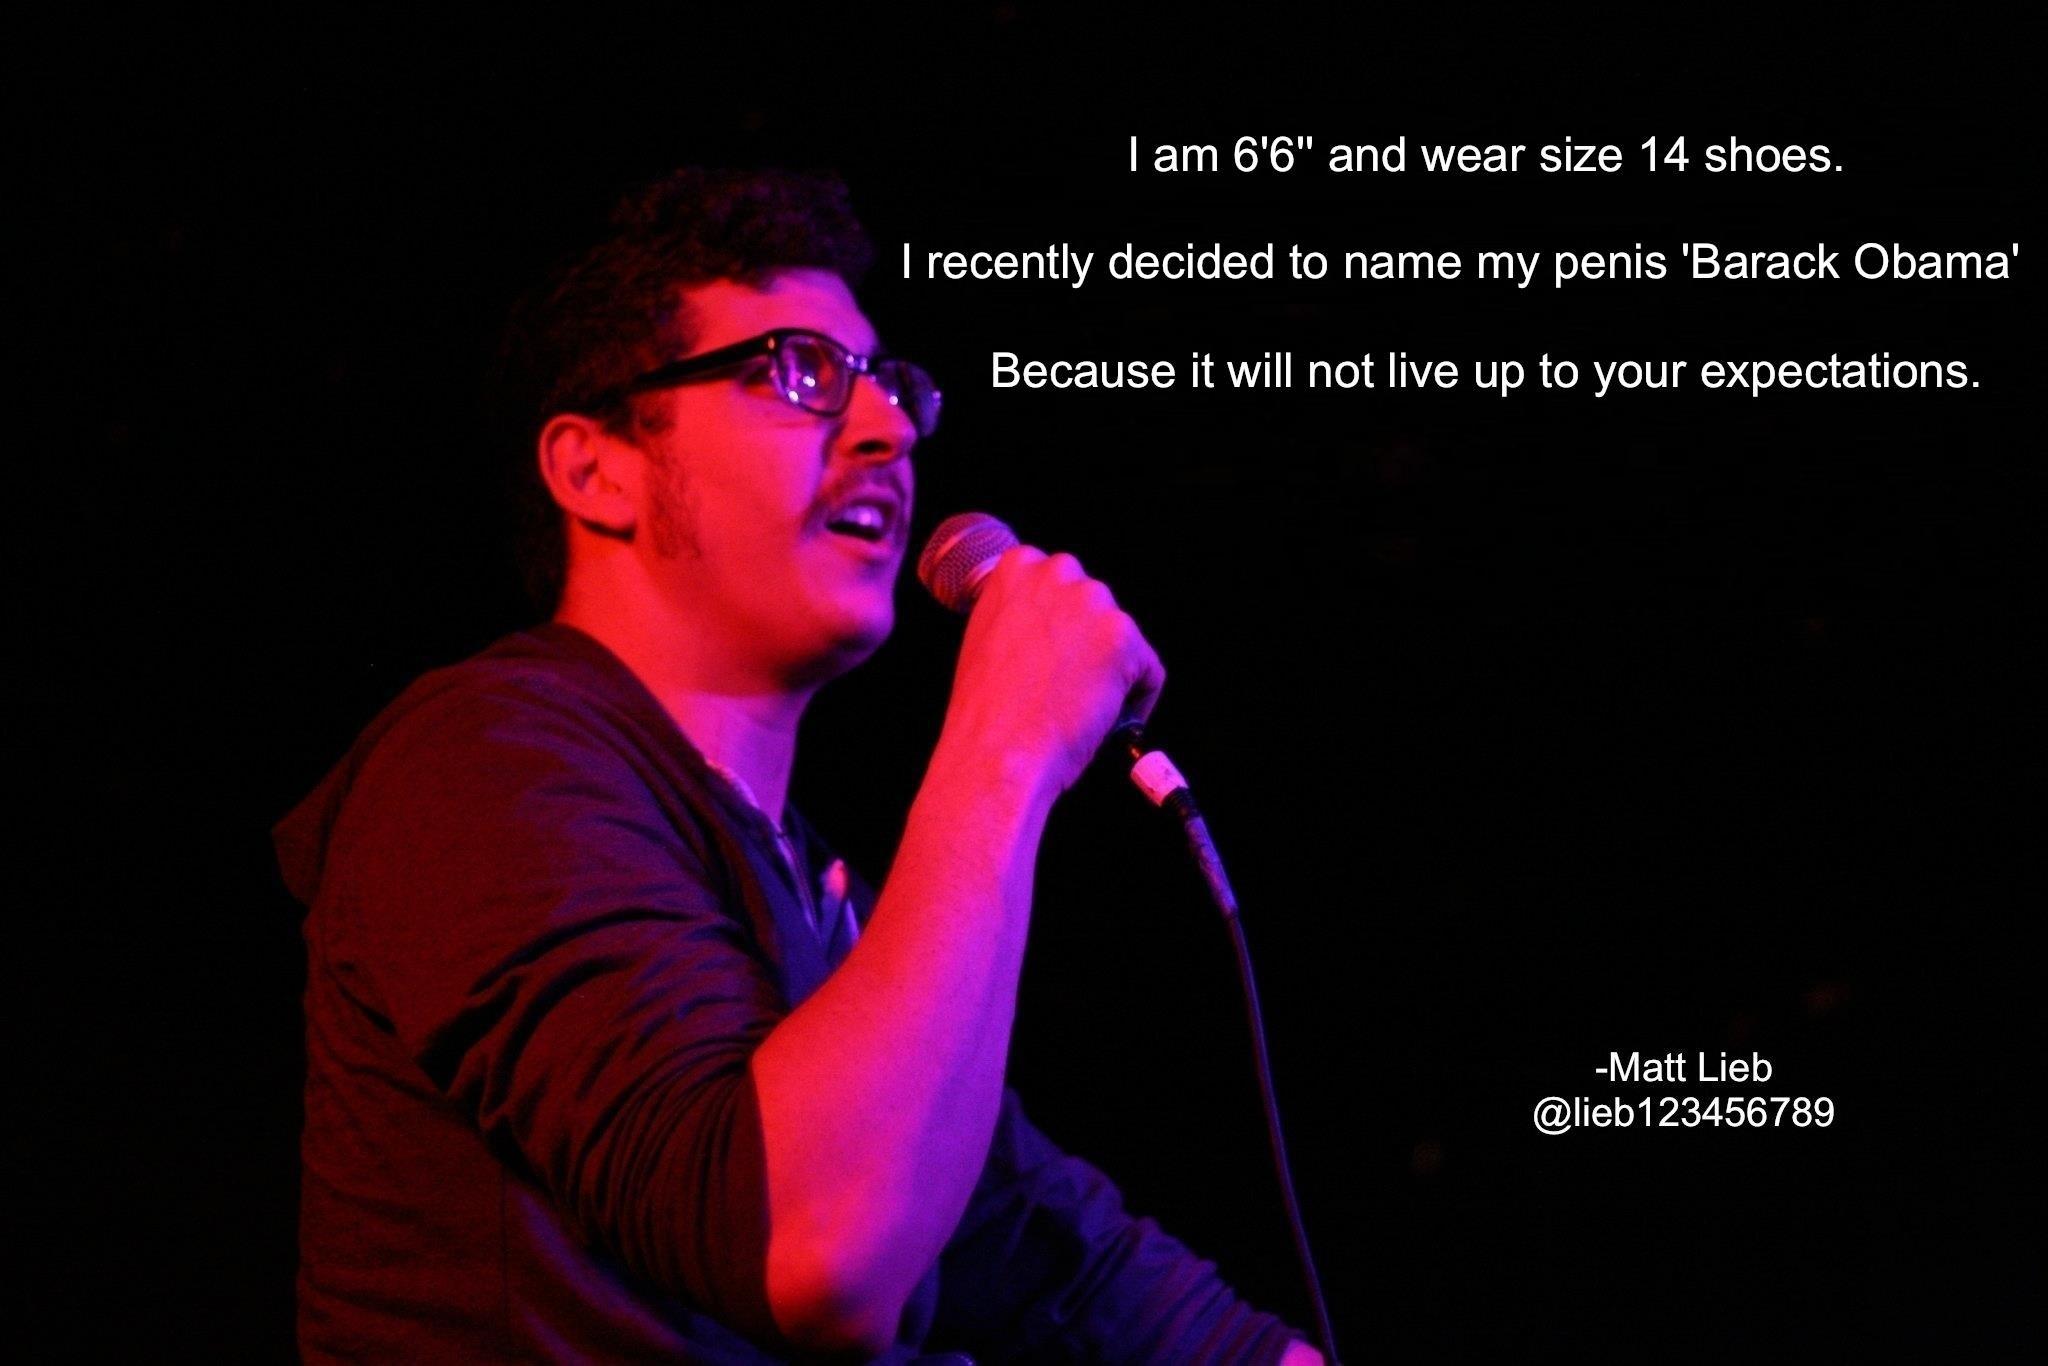 I am 6'6" and wear size 14 shoes.
I recently decided to name my penis 'Barack Obama'
Because it will not live up to your expectations.
-Matt Lieb
@lieb123456789